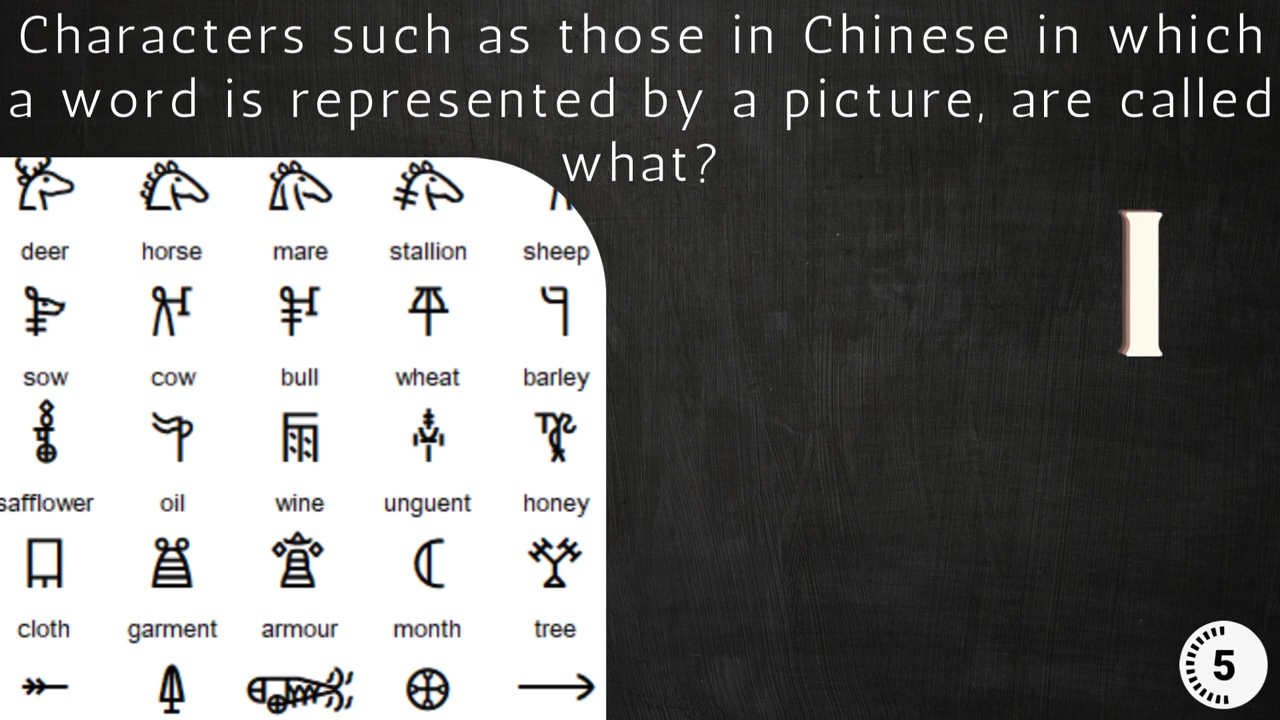 Characters such as those in Chinese in which
a word is represented by a picture, are called
what?
I
deer horse mare stallion sheep
sow cow bull wheat barley
safflower oil wine unguent honey
cloth garment armour month tree
5